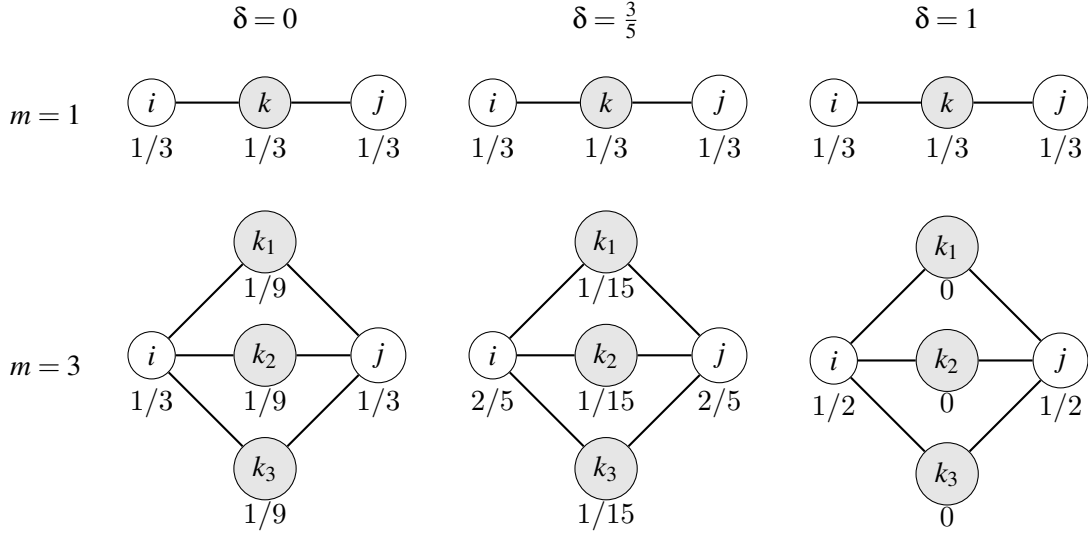 δ = 0 δ = 3/5 δ = 1
m = 1 i k j i k j i k j
1/3 1/3 1/3 1/3 1/3 1/3 1/3 1/3 1/3
k₁ k₁ k₁
1/9 1/15 0
m = 3 i k₂ j i k₂ j i k₂ j
1/3 1/9 1/3 2/5 1/15 2/5 1/2 0 1/2
k₃ k₃ k₃
1/9 1/15 0